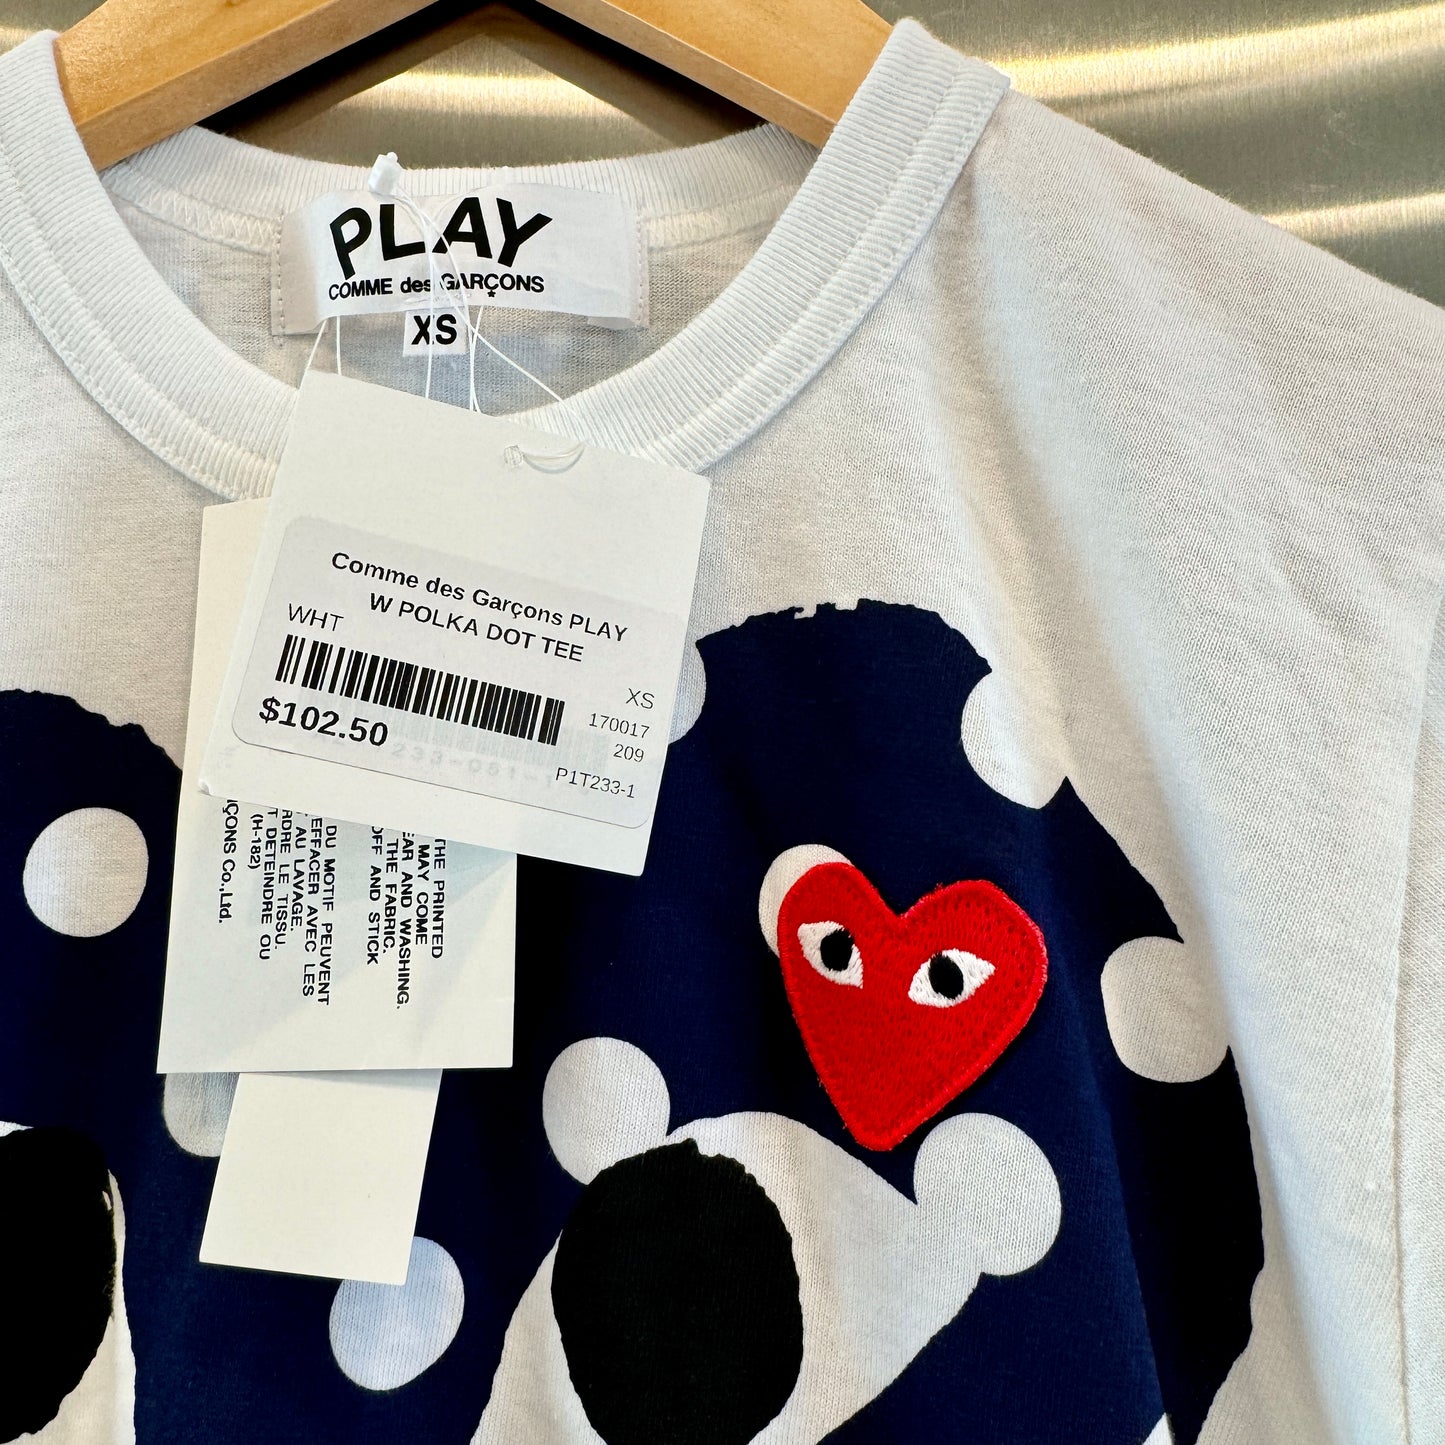 PLAY
COMME des GARÇONS
XS
Comme des Garçons PLAY
W POLKA DOT TEE
WHT
XS
$102.50
170017
209
P1T233-1
THE PRINTED
MAY COME
AND WASHING.
THE FABRIC.
OFF AND STICK
DU MOTIF PEUVENT
EFFACER AVEC LES
AU LAVAGE.
LE TISSU.
DETEINDRE OU
(H-182)
ÇONS Co.,Ltd.